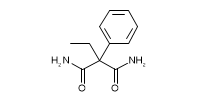 H₂N NH₂
O O